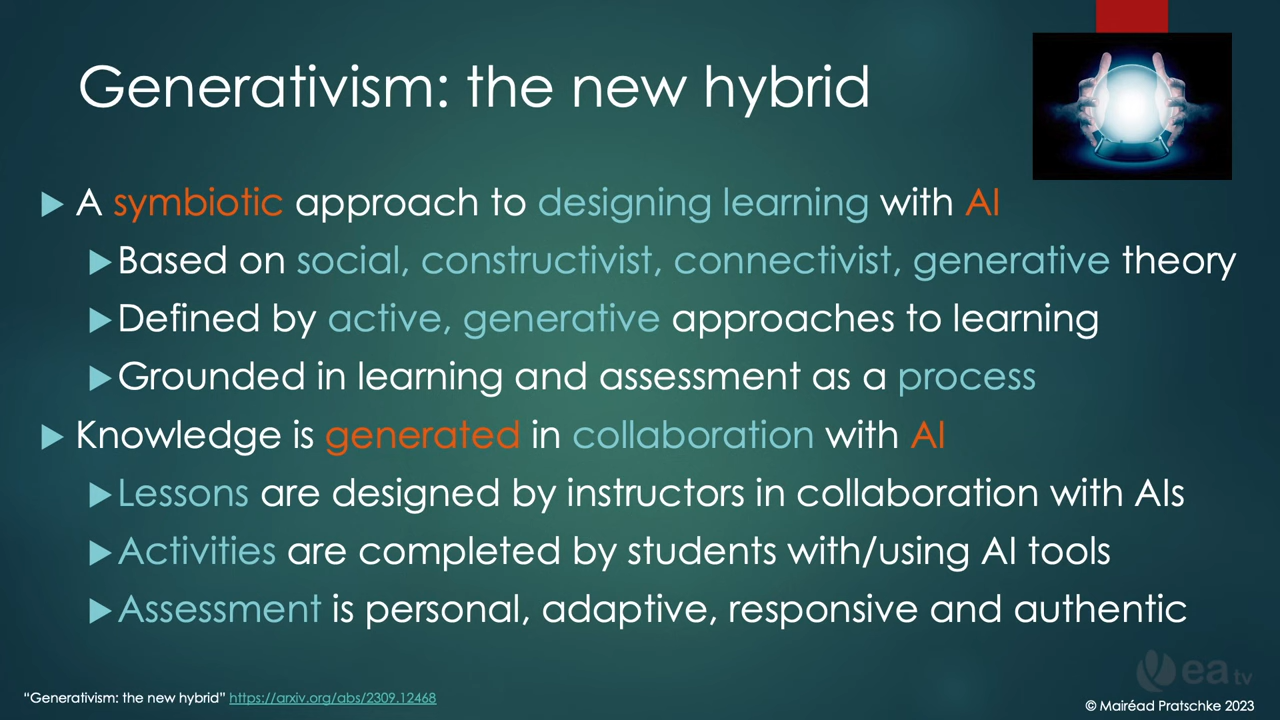 Generativism: the new hybrid
A symbiotic approach to designing learning with AI
Based on social, constructivist, connectivist, generative theory
Defined by active, generative approaches to learning
Grounded in learning and assessment as a process
Knowledge is generated in collaboration with AI
Lessons are designed by instructors in collaboration with AIs
Activities are completed by students with/using AI tools
Assessment is personal, adaptive, responsive and authentic
ea tv
“Generativism: the new hybrid” https://arxiv.org/abs/2309.12468
© Mairéad Pratschke 2023